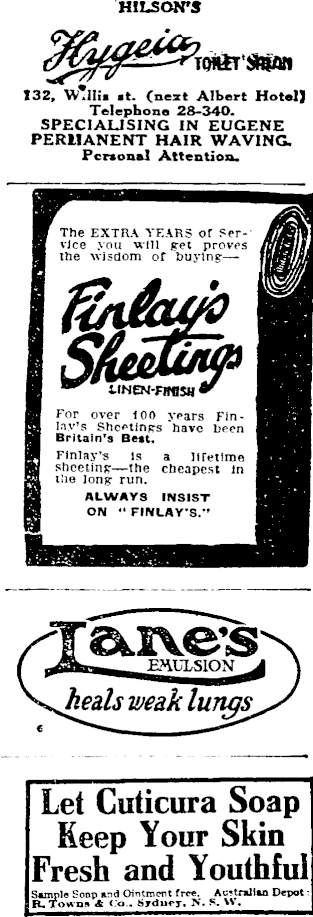 HILSON'S
Hygeia TOILET SALON
132, Willis st. (next Albert Hotel)
Telephone 28-340.
SPECIALISING IN EUGENE
PERMANENT HAIR WAVING.
Personal Attention.
The EXTRA YEARS of Ser-
vice you will get proves
the wisdom of buying—
Finlay's
Sheetings
LINEN-FINISH
For over 100 years Fin-
lay's Sheetings have been
Britain's Best.
Finlay's is a lifetime
sheeting—the cheapest in
the long run.
ALWAYS INSIST
ON "FINLAY'S."
Lane's
EMULSION
heals weak lungs
6
Let Cuticura Soap
Keep Your Skin
Fresh and Youthful
Sample Soap and Ointment free. Australian Depot:
R. Towns & Co., Sydney, N. S. W.